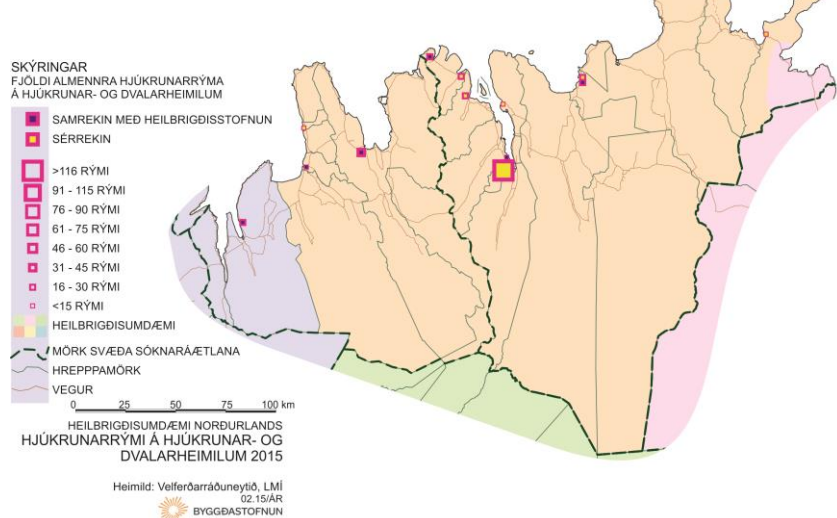 SKÝRINGAR
FJÖLDI ALMENNRA HJÚKRUNARRÝMA
Á HJÚKRUNAR- OG DVALARHEIMILUM
SAMREKIN MEÐ HEILBRIGÐISSTOFNUN
SÉRREKIN
>116 RÝMI
91 - 115 RÝMI
76 - 90 RÝMI
61 - 75 RÝMI
46 - 60 RÝMI
31 - 45 RÝMI
16 - 30 RÝMI
<15 RÝMI
HEILBRIGÐISUMDÆMI
MÖRK SVÆÐA SÓKNARÁÆTLANA
HREPPPAMÖRK
VEGUR
0 25 50 75 100 km
HEILBRIGÐISUMDÆMI NORÐURLANDS
HJÚKRUNARRÝMI Á HJÚKRUNAR- OG
DVALARHEIMILUM 2015
Heimild: Velferðarráðuneytið, LMÍ
02.15/ÁR
BYGGÐASTOFNUN